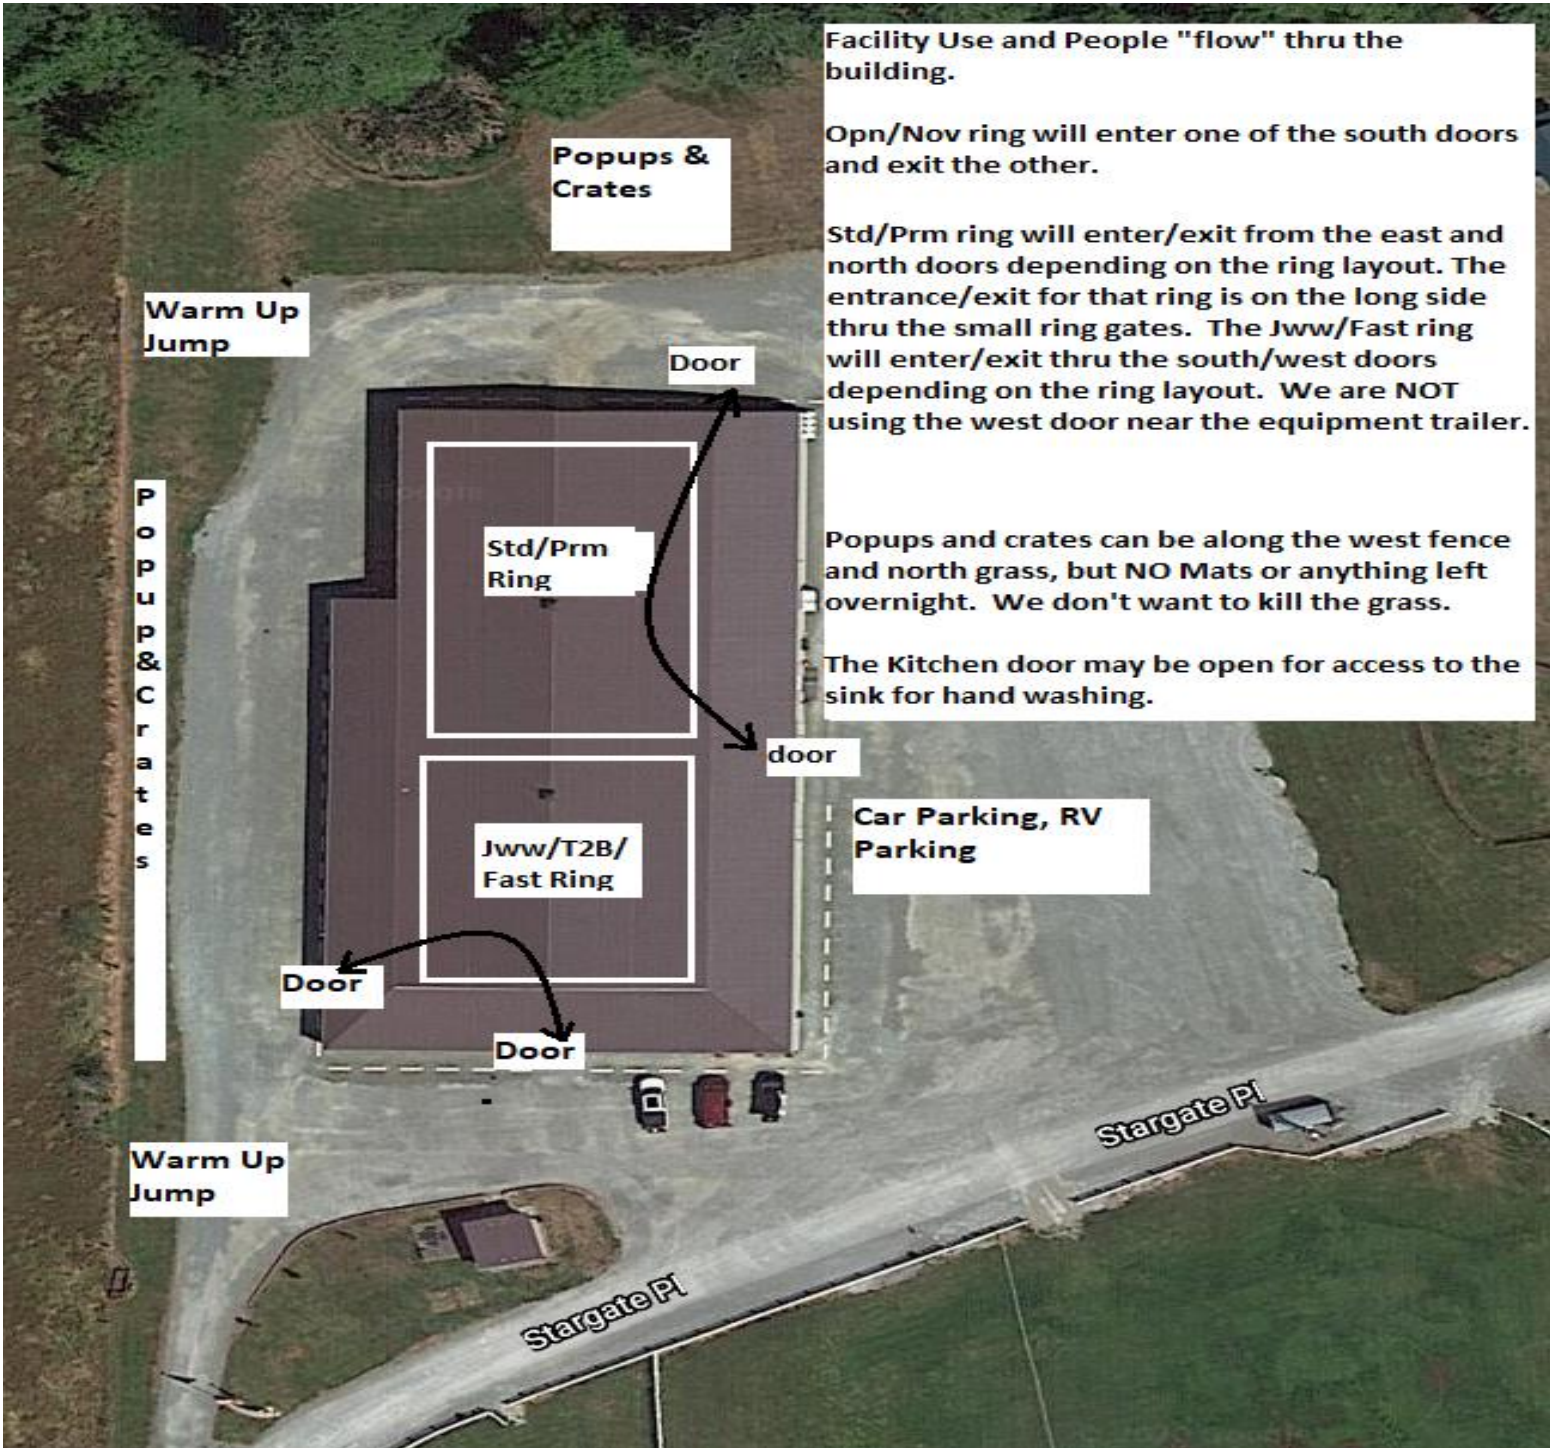 Facility Use and People "flow" thru the
building.
Opn/Nov ring will enter one of the south doors
and exit the other.
Std/Prm ring will enter/exit from the east and
north doors depending on the ring layout. The
entrance/exit for that ring is on the long side
thru the small ring gates. The Jww/Fast ring
will enter/exit thru the south/west doors
depending on the ring layout. We are NOT
using the west door near the equipment trailer.
Popups and crates can be along the west fence
and north grass, but NO Mats or anything left
overnight. We don't want to kill the grass.
The Kitchen door may be open for access to the
sink for hand washing.
Popups &
Crates
Warm Up
Jump
Door
Std/Prm
Ring
Popup&Crates
door
Car Parking, RV
Parking
Jww/T2B/
Fast Ring
Door
Door
Warm Up
Jump
Stargate Pl
Stargate Pl